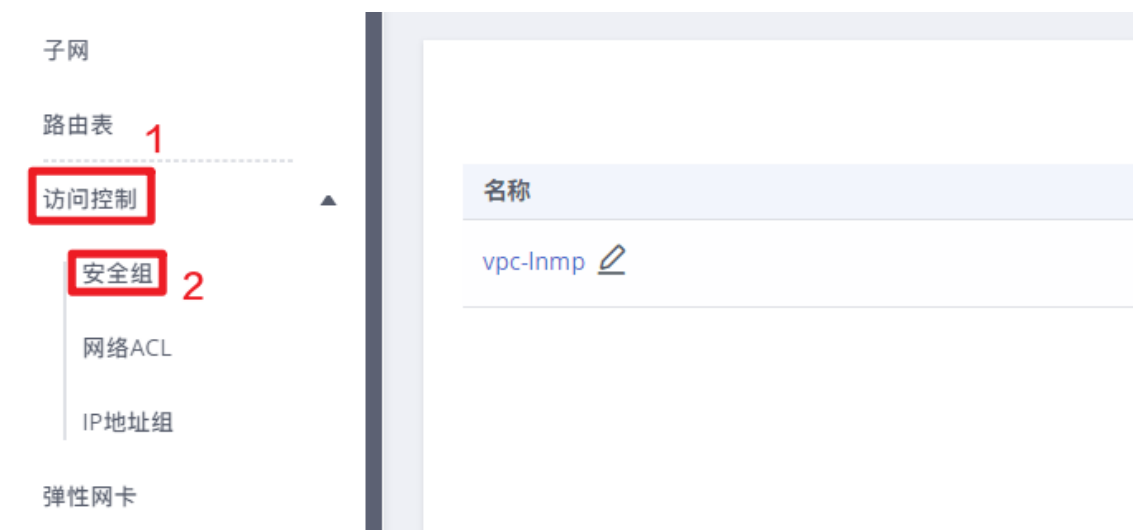 子网
路由表
1
访问控制
安全组
2
网络ACL
IP地址组
弹性网卡
名称
vpc-lnmp